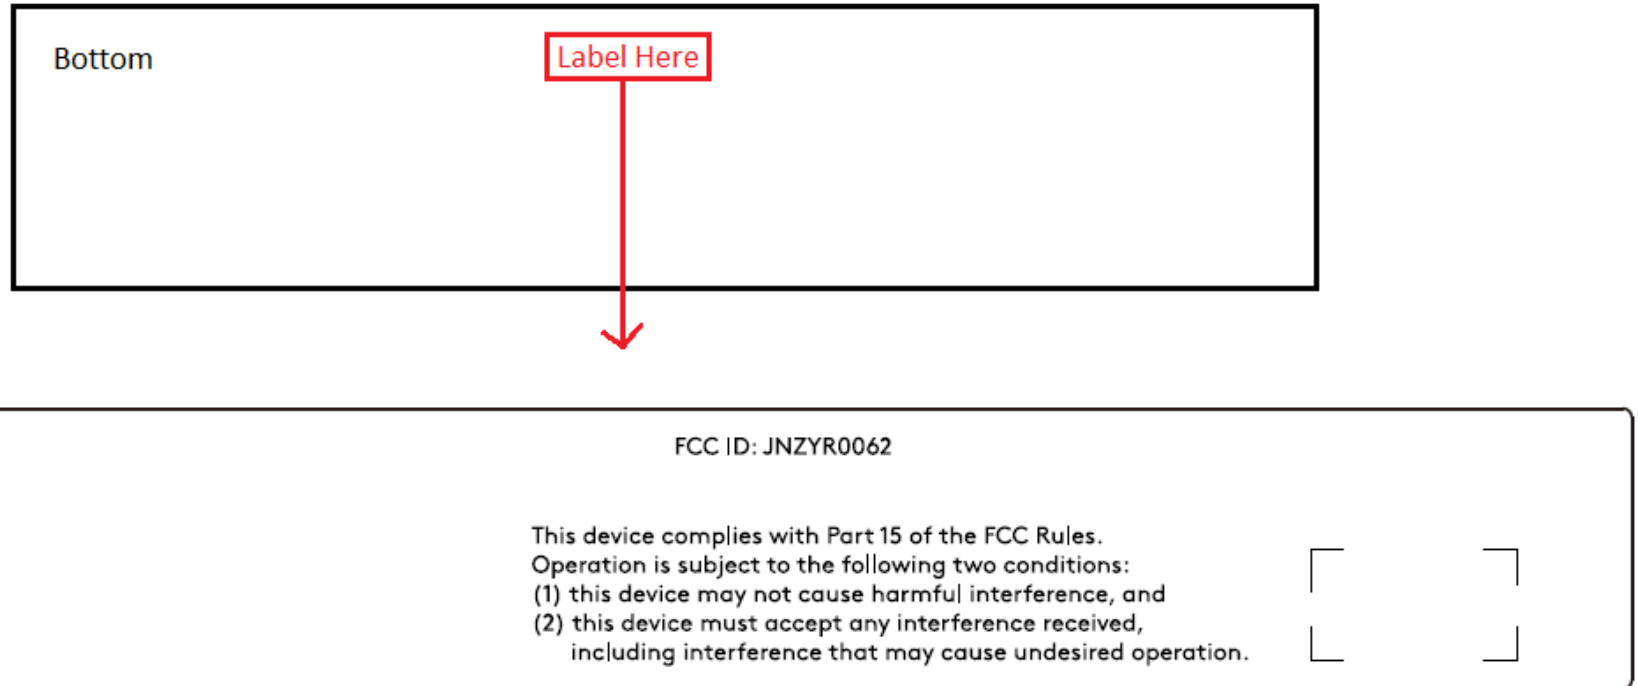 Bottom
Label Here
FCC ID: JNZYR0062
This device complies with Part 15 of the FCC Rules.
Operation is subject to the following two conditions:
(1) this device may not cause harmful interference, and
(2) this device must accept any interference received,
including interference that may cause undesired operation.